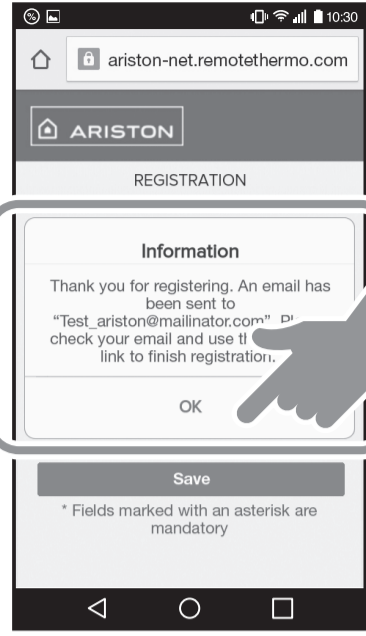 10:30
ariston-net.remotethermo.com
ARISTON
REGISTRATION
Information
Thank you for registering. An email has
been sent to
“Test_ariston@mailinator.com”.
check your email and use
link to finish registration.
OK
Save
* Fields marked with an asterisk are
mandatory